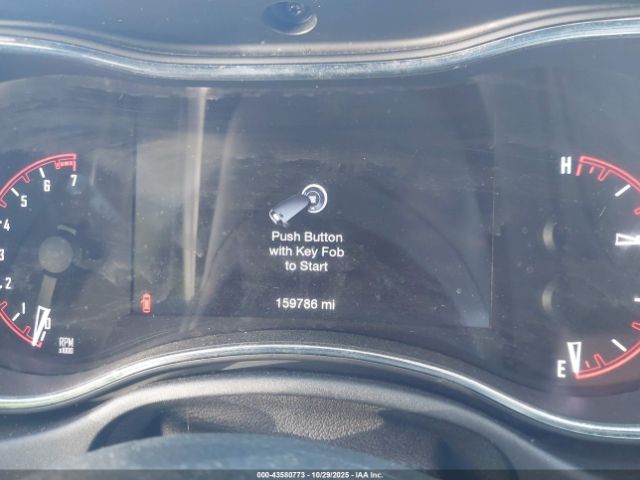 7
6
5
4
3
2
1
0
RPM
x1000
Push Button
with Key Fob
to Start
159786 mi
H
E
000-43580773 | 10/29/2025 | IAA Inc.